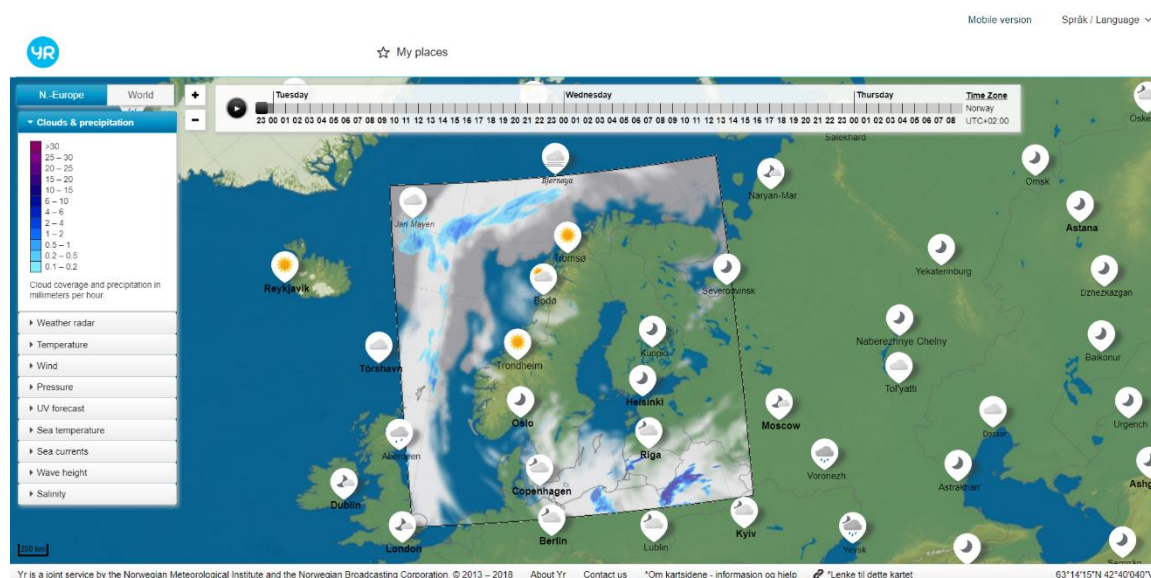 Mobile version
Språk / Language
YR
My places
N.-Europe
World
+
-
Tuesday
Wednesday
Thursday
Time Zone
23 00 01 02 03 04 05 06 07 08 09 10 11 12 13 14 15 16 17 18 19 20 21 22 23 00 01 02 03 04 05 06 07 08 09 10 11 12 13 14 15 16 17 18 19 20 21 22 23 00 01 02 03 04 05 06 07 08
Norway
UTC+02:00
Clouds & precipitation
>30
25 – 30
20 – 25
15 – 20
10 – 15
6 – 10
4 – 6
2 – 4
1 – 2
0.5 – 1
0.2 – 0.5
0.1 – 0.2
Cloud coverage and precipitation in
millimeters per hour.
Weather radar
Temperature
Wind
Pressure
UV forecast
Sea temperature
Sea currents
Wave height
Salinity
200 km
Salekhard
Bjørnøya
Naryan-Mar
Omsk
Jan Mayen
Astana
Tromsø
Yekaterinburg
Reykjavik
Severodvinsk
Dzhezkazgan
Bodø
Naberezhnye Chelny
Kuopio
Tórshavn
Trondheim
Baikonur
Tol'yatti
Helsinki
Oslo
Moscow
Dossor
Urgench
Aberdeen
Riga
Voronezh
Astrakhan'
Copenhagen
Dublin
Kyiv
London
Berlin
Lublin
Yeysk
Yr is a joint service by the Norwegian Meteorological Institute and the Norwegian Broadcasting Corporation. © 2013 – 2018
About Yr
Contact us
*Om kartsidene - informasjon og hjelp
*Lenke til dette kartet